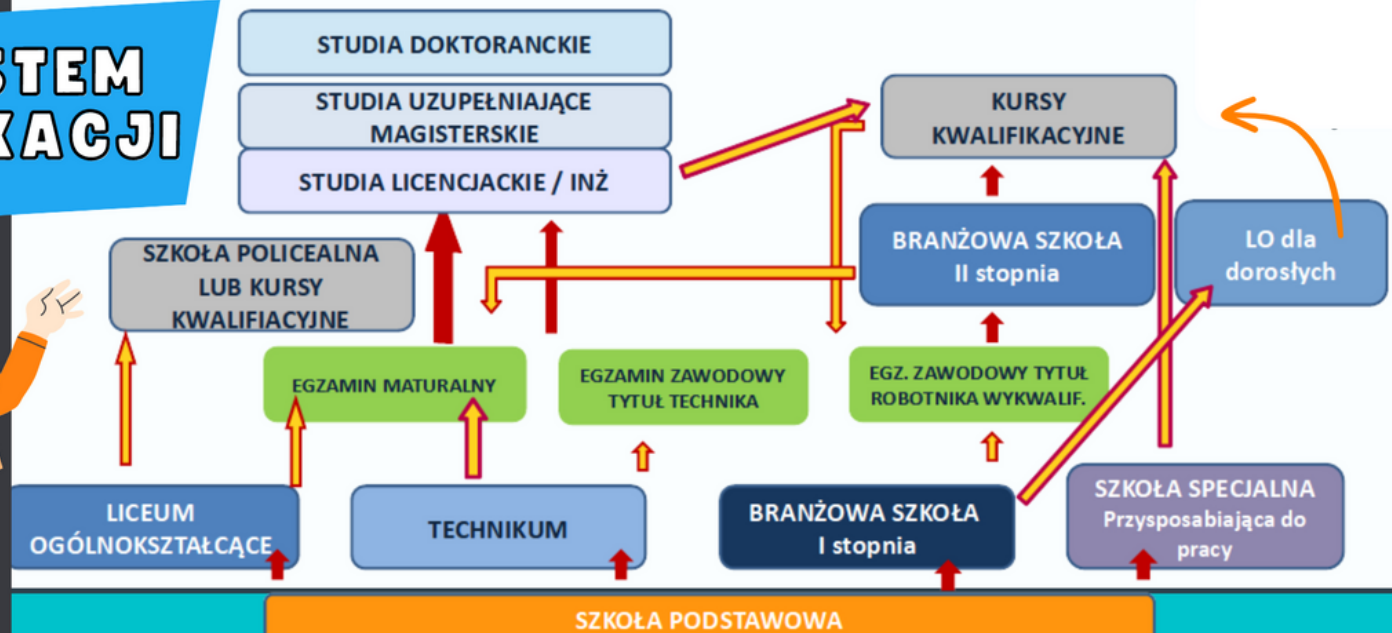 STEM
KACJI
STUDIA DOKTORANCKIE
STUDIA UZUPEŁNIAJĄCE
MAGISTERSKIE
STUDIA LICENCJACKIE / INŻ
KURSY
KWALIFIKACYJNE
SZKOŁA POLICEALNA
LUB KURSY
KWALIFIACYJNE
BRANŻOWA SZKOŁA
II stopnia
LO dla
dorosłych
EGZAMIN MATURALNY
EGZAMIN ZAWODOWY
TYTUŁ TECHNIKA
EGZ. ZAWODOWY TYTUŁ
ROBOTNIKA WYKWALIF.
LICEUM
OGÓLNOKSZTAŁCĄCE
TECHNIKUM
BRANŻOWA SZKOŁA
I stopnia
SZKOŁA SPECJALNA
Przysposabiająca do
pracy
SZKOŁA PODSTAWOWA